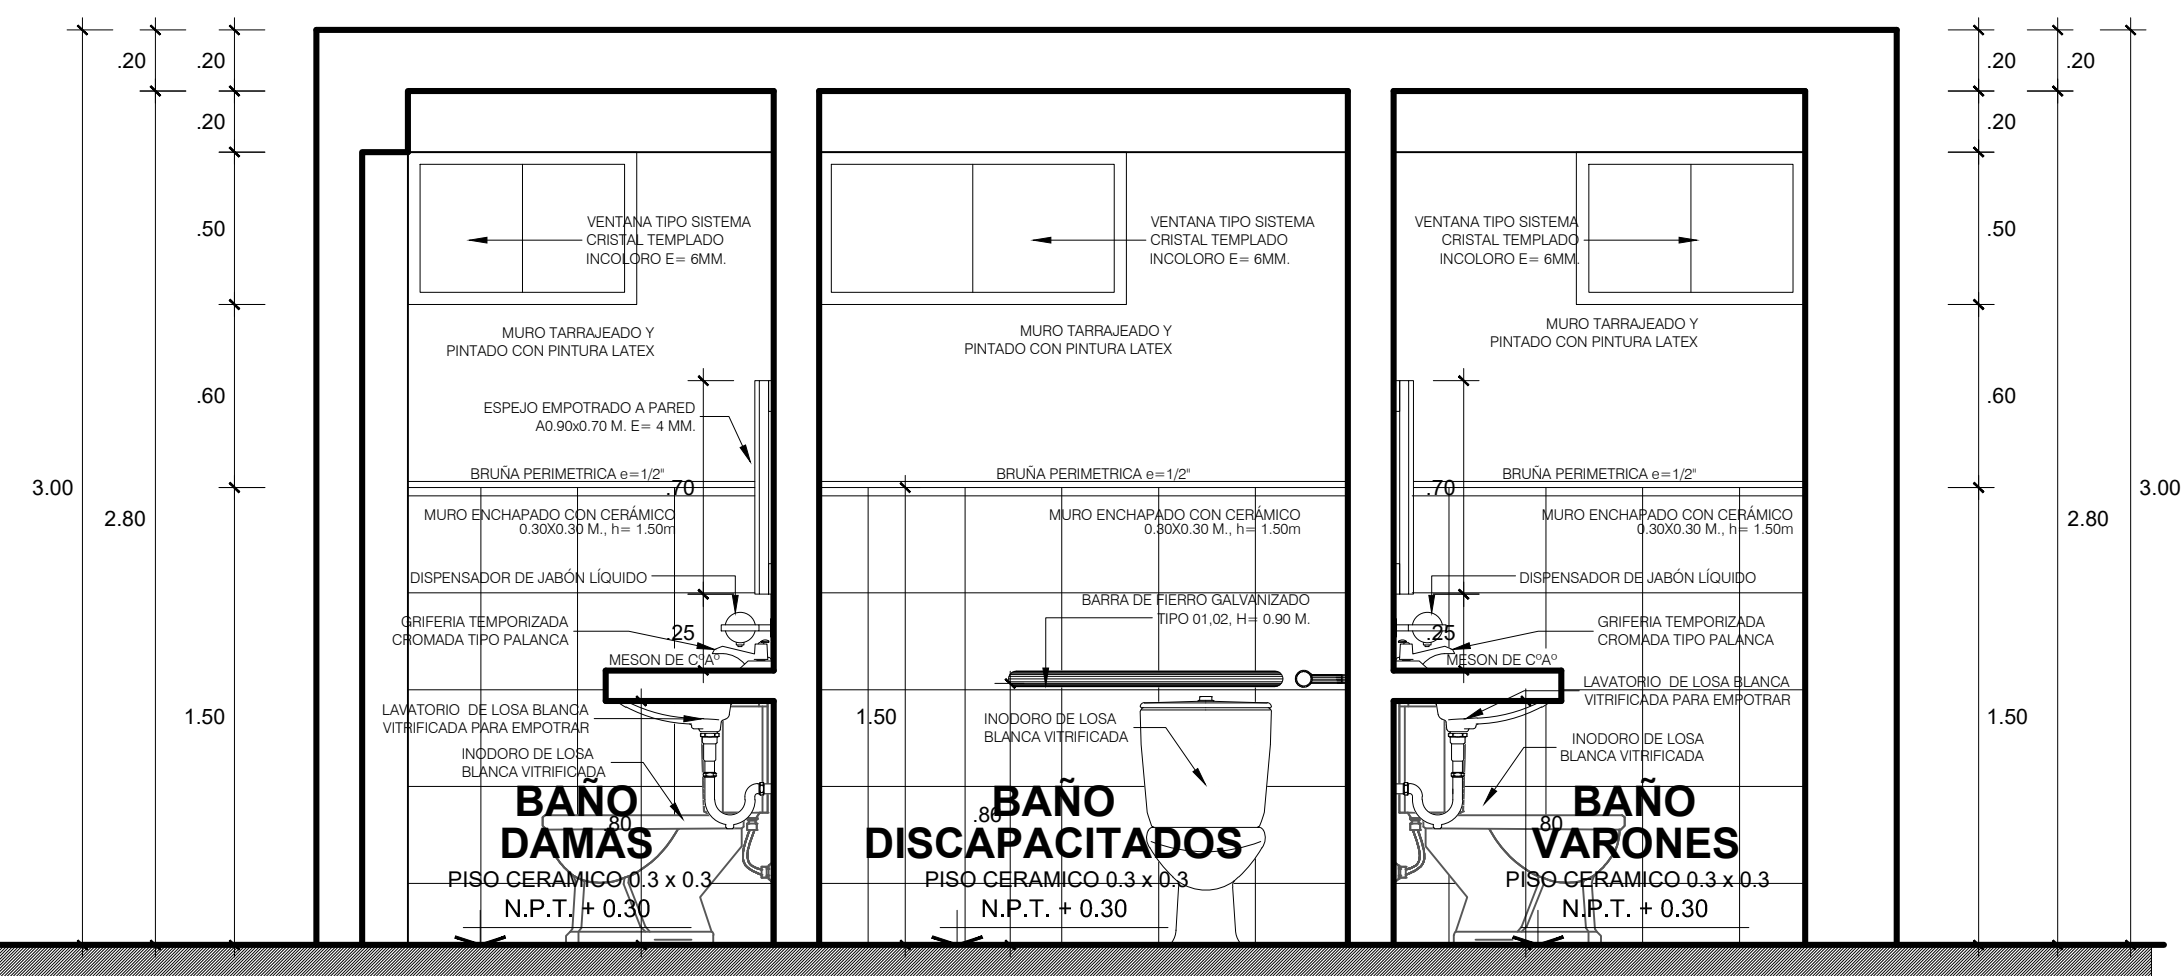 .20
.20
.20
.20
.20
.20
.50
.50
VENTANA TIPO SISTEMA
CRISTAL TEMPLADO
INCOLORO E= 6MM.
VENTANA TIPO SISTEMA
CRISTAL TEMPLADO
INCOLORO E= 6MM.
VENTANA TIPO SISTEMA
CRISTAL TEMPLADO
INCOLORO E= 6MM.
MURO TARRAJEADO Y
PINTADO CON PINTURA LATEX
MURO TARRAJEADO Y
PINTADO CON PINTURA LATEX
MURO TARRAJEADO Y
PINTADO CON PINTURA LATEX
.60
.60
ESPEJO EMPOTRADO A PARED
A0.90x0.70 M. E= 4 MM.
BRUÑA PERIMETRICA e=1/2"
BRUÑA PERIMETRICA e=1/2"
BRUÑA PERIMETRICA e=1/2"
3.00
.70
.70
3.00
2.80
2.80
MURO ENCHAPADO CON CERÁMICO
0.30X0.30 M., h= 1.50m
MURO ENCHAPADO CON CERÁMICO
0.30X0.30 M., h= 1.50m
MURO ENCHAPADO CON CERÁMICO
0.30X0.30 M., h= 1.50m
DISPENSADOR DE JABÓN LÍQUIDO
DISPENSADOR DE JABÓN LÍQUIDO
BARRA DE FIERRO GALVANIZADO
TIPO 01,02, H= 0.90 M.
GRIFERIA TEMPORIZADA
CROMADA TIPO PALANCA
.25
.25
GRIFERIA TEMPORIZADA
CROMADA TIPO PALANCA
MESON DE CºAº
MESON DE CºAº
LAVATORIO DE LOSA BLANCA
VITRIFICADA PARA EMPOTRAR
LAVATORIO DE LOSA BLANCA
VITRIFICADA PARA EMPOTRAR
1.50
1.50
1.50
INODORO DE LOSA
BLANCA VITRIFICADA
INODORO DE LOSA
BLANCA VITRIFICADA
INODORO DE LOSA
BLANCA VITRIFICADA
BAÑO
DAMAS
.80
PISO CERAMICO 0.3 x 0.3
N.P.T. + 0.30
.80
BAÑO
DISCAPACITADOS
PISO CERAMICO 0.3 x 0.3
N.P.T. + 0.30
BAÑO
VARONES
.80
PISO CERAMICO 0.3 x 0.3
N.P.T. + 0.30